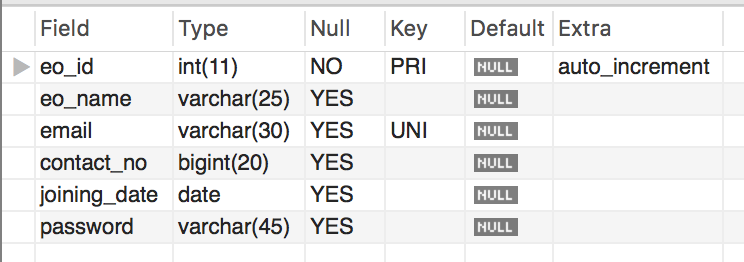 Field Type Null Key Default Extra
eo_id int(11) NO PRI NULL auto_increment
eo_name varchar(25) YES NULL
email varchar(30) YES UNI NULL
contact_no bigint(20) YES NULL
joining_date date YES NULL
password varchar(45) YES NULL